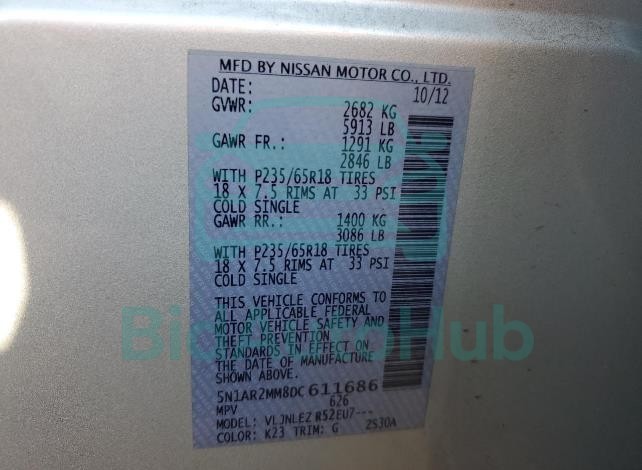 MFD BY NISSAN MOTOR CO., LTD.
DATE: 10/12
GVWR: 2682 KG
5913 LB
GAWR FR.: 1291 KG
2846 LB
WITH P235/65R18 TIRES
18 X 7.5 RIMS AT 33 PSI
COLD SINGLE
GAWR RR.: 1400 KG
3086 LB
WITH P235/65R18 TIRES
18 X 7.5 RIMS AT 33 PSI
COLD SINGLE
THIS VEHICLE CONFORMS TO
ALL APPLICABLE FEDERAL
MOTOR VEHICLE SAFETY AND
THEFT PREVENTION
STANDARDS IN EFFECT ON
THE DATE OF MANUFACTURE
SHOWN ABOVE.
5N1AR2MM8DC611686
MPV 626
MODEL: VLJNLEZ R52EU7---
COLOR: K23 TRIM: G 2S30A